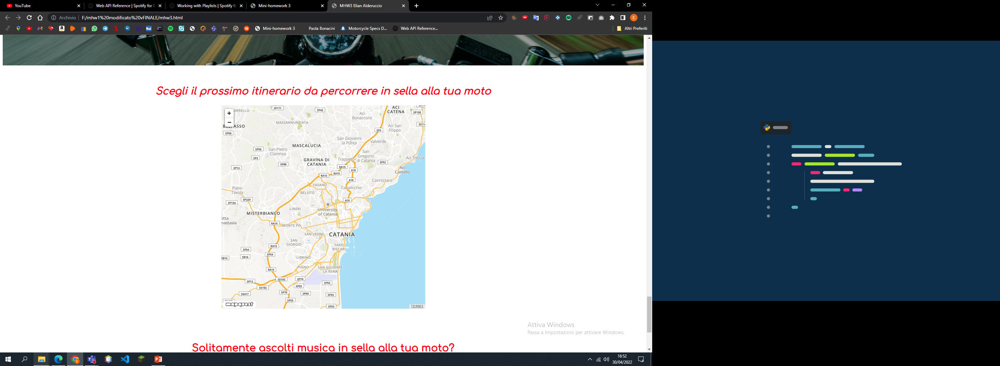 YouTube
Web API Reference | Spotify for D
Working with Playlists | Spotify fo
Mini-homework 3
MHW3 Elian Alderuccio
Archivio
F:/mhw1%20modificato%20vFINALE/mhw3.html
E
Rai
IG
Mini-homework 3
Paola Bonacini
Motorcycle Specs D...
Web API Reference...
Altri Preferiti
90
Scegli il prossimo itinerario da percorrere in sella alla tua moto
+
−
ORRELLO
SP171
SP42
Aci
Bonaccorsi
ACI
CATENA
SS114
SP199
MASSANNUNZIATA
SS114
BELPASSO
Aci San
Filippo
SP3
SP56
San Giovanni
la Punta
Valverde
MASCALUCIA
SP56
San Pietro
Clarenza
San
Gregorio
di Catania
SP3
GRAVINA DI
CATANIA
Trappeto
Aci Trezza
SP88
SP52
SP14
RA15
A18
Aci
Castello
RA15
RA15
A18
Cannizzaro
FASANO
Canalicchio
Piano
Tavola
BELSITO
SP229
SP134
A18
University
of Catania
LINERI
MISTERBIANCO
otta
nastasia
RA15
MONTE PO
SAN LEONE
CATANIA
SAN
GIORGIO
FARO
BISCARI
RA15
SP54
SP54
SB16
SB16
LIBRINO
RA15
PIGNO
SAN GIUSEPPE
LA RENA
SP12
SS192
SP70
SP53
SS192
SP55
SS417
SP70
SP69
SP53
SP55
SS417
mapquest
SP53
TERMS
Attiva Windows
Passa a Impostazioni per attivare Windows.
Solitamente ascolti musica in sella alla tua moto?
16:52
30/04/2022